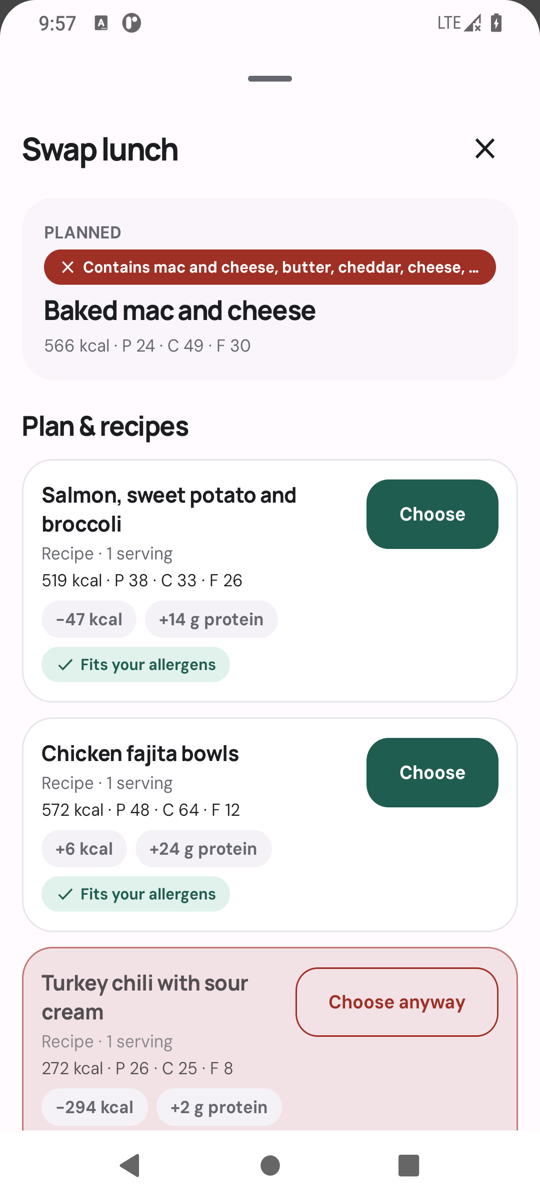 9:57
LTE
Swap lunch
PLANNED
Contains mac and cheese, butter, cheddar, cheese, ...
Baked mac and cheese
566 kcal · P 24 · C 49 · F 30
Plan & recipes
Salmon, sweet potato and
broccoli
Choose
Recipe · 1 serving
519 kcal · P 38 · C 33 · F 26
−47 kcal
+14 g protein
Fits your allergens
Chicken fajita bowls
Choose
Recipe · 1 serving
572 kcal · P 48 · C 64 · F 12
+6 kcal
+24 g protein
Fits your allergens
Turkey chili with sour
cream
Choose anyway
Recipe · 1 serving
272 kcal · P 26 · C 25 · F 8
−294 kcal
+2 g protein